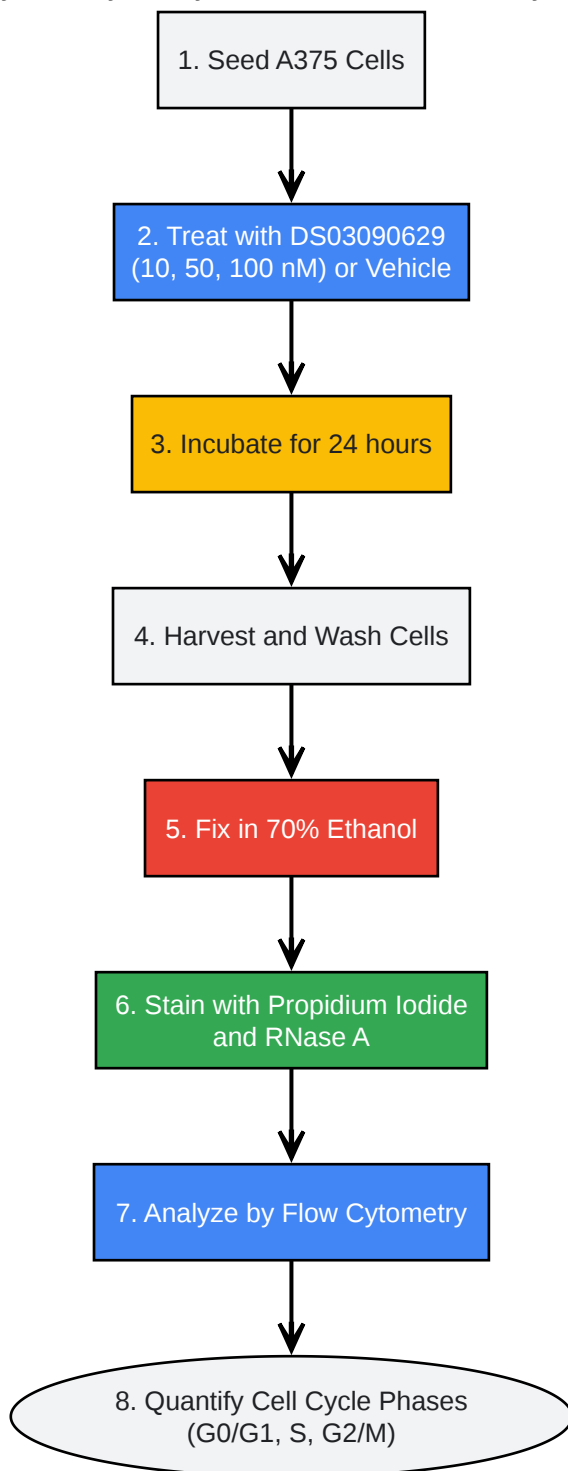 1. Seed A375 Cells
2. Treat with DS03090629
(10, 50, 100 nM) or Vehicle
3. Incubate for 24 hours
4. Harvest and Wash Cells
5. Fix in 70% Ethanol
6. Stain with Propidium Iodide
and RNase A
7. Analyze by Flow Cytometry
8. Quantify Cell Cycle Phases
(G0/G1, S, G2/M)